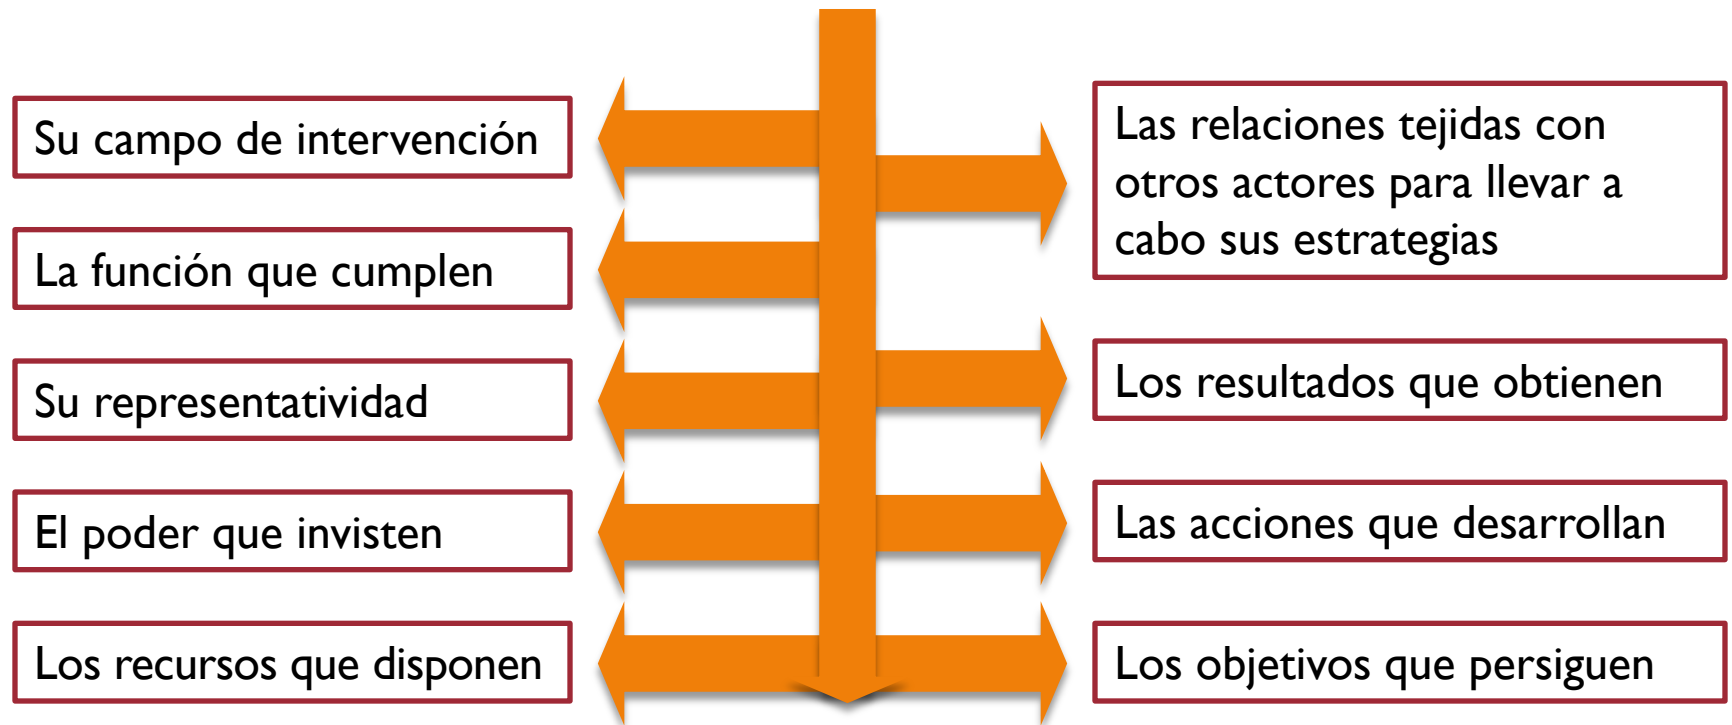 Su campo de intervención
La función que cumplen
Su representatividad
El poder que invisten
Los recursos que disponen
Las relaciones tejidas con
otros actores para llevar a
cabo sus estrategias
Los resultados que obtienen
Las acciones que desarrollan
Los objetivos que persiguen